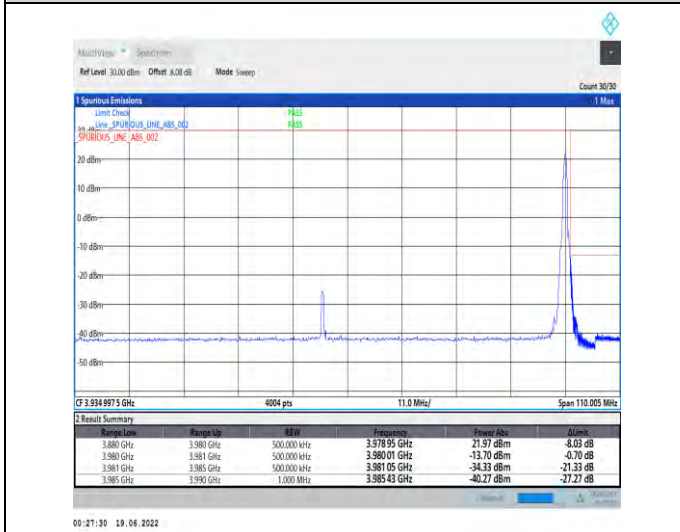 MultiView Spectrum
Ref Level 30.00 dBm Offset 8.08 dB Mode Sweep
Count 30/30
1 Spurious Emissions 1 Max
Limit Check PASS
Line _SPURIOUS_LINE_ABS_002 PASS
_SPURIOUS_LINE_ABS_002
20 dBm
10 dBm
0 dBm
-10 dBm
-20 dBm
-30 dBm
-40 dBm
-50 dBm
CF 3.934 997 5 GHz 4004 pts 11.0 MHz/ Span 110.005 MHz
2 Result Summary
Range Low Range Up RBW Frequency Power Abs ΔLimit
3.880 GHz 3.980 GHz 500.000 kHz 3.978 95 GHz 21.97 dBm -8.03 dB
3.980 GHz 3.981 GHz 500.000 kHz 3.980 01 GHz -13.70 dBm -0.70 dB
3.981 GHz 3.985 GHz 500.000 kHz 3.981 05 GHz -34.33 dBm -21.33 dB
3.985 GHz 3.990 GHz 1.000 MHz 3.985 43 GHz -40.27 dBm -27.27 dB
00:27:30 19.06.2022